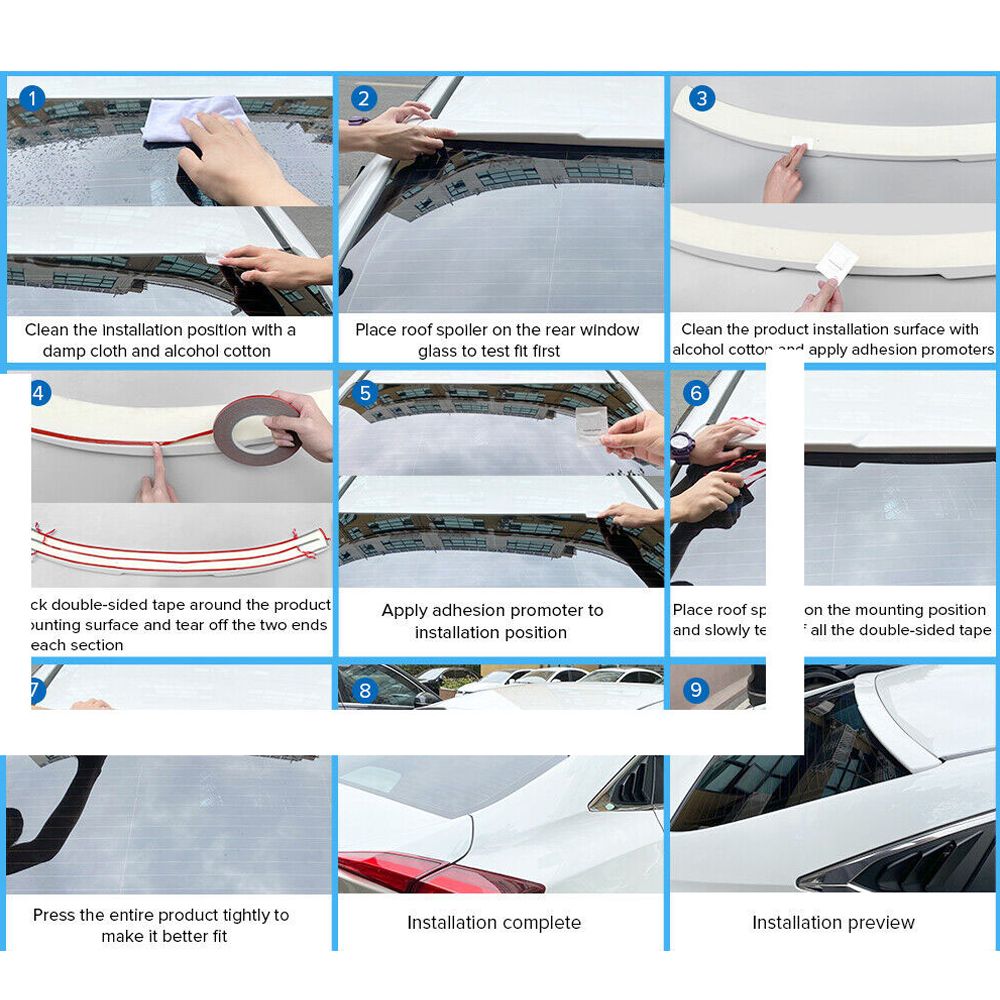 1
Clean the installation position with a
damp cloth and alcohol cotton
2
Place roof spoiler on the rear window
glass to test fit first
3
Clean the product installation surface with
alcohol cotton and apply adhesion promoters
4
double-sided tape around the product
surface and tear off the two ends
each section
5
Apply adhesion promoter to
installation position
6
Place roof on the mounting position
and slowly all the double-sided tape
7
Press the entire product tightly to
make it better fit
8
Installation complete
9
Installation preview